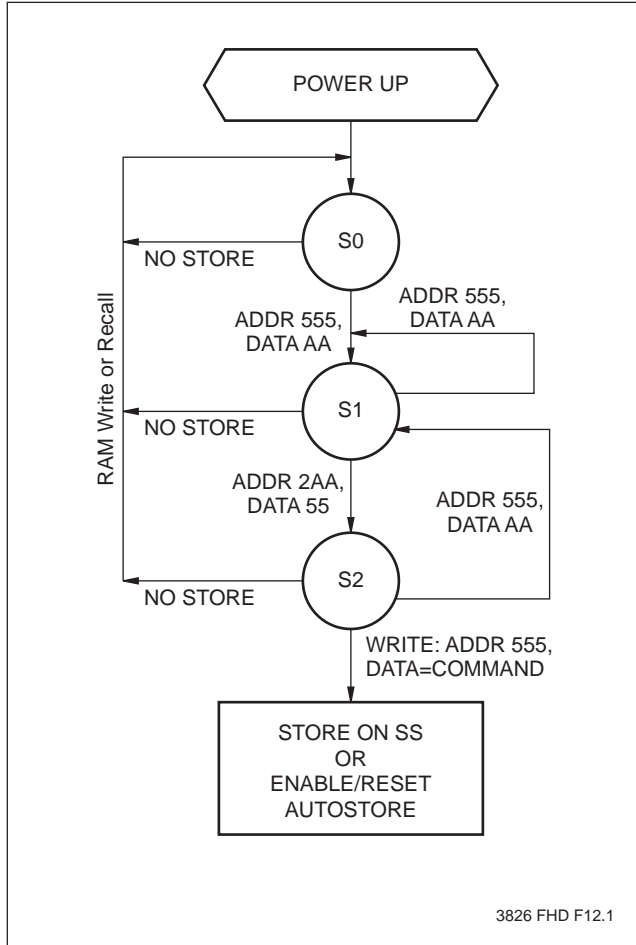 POWER UP
S0
NO STORE
ADDR 555,
DATA AA
ADDR 555,
DATA AA
RAM Write or Recall
S1
NO STORE
ADDR 2AA,
DATA 55
ADDR 555,
DATA AA
S2
NO STORE
WRITE: ADDR 555,
DATA=COMMAND
STORE ON SS
OR
ENABLE/RESET
AUTOSTORE
3826 FHD F12.1